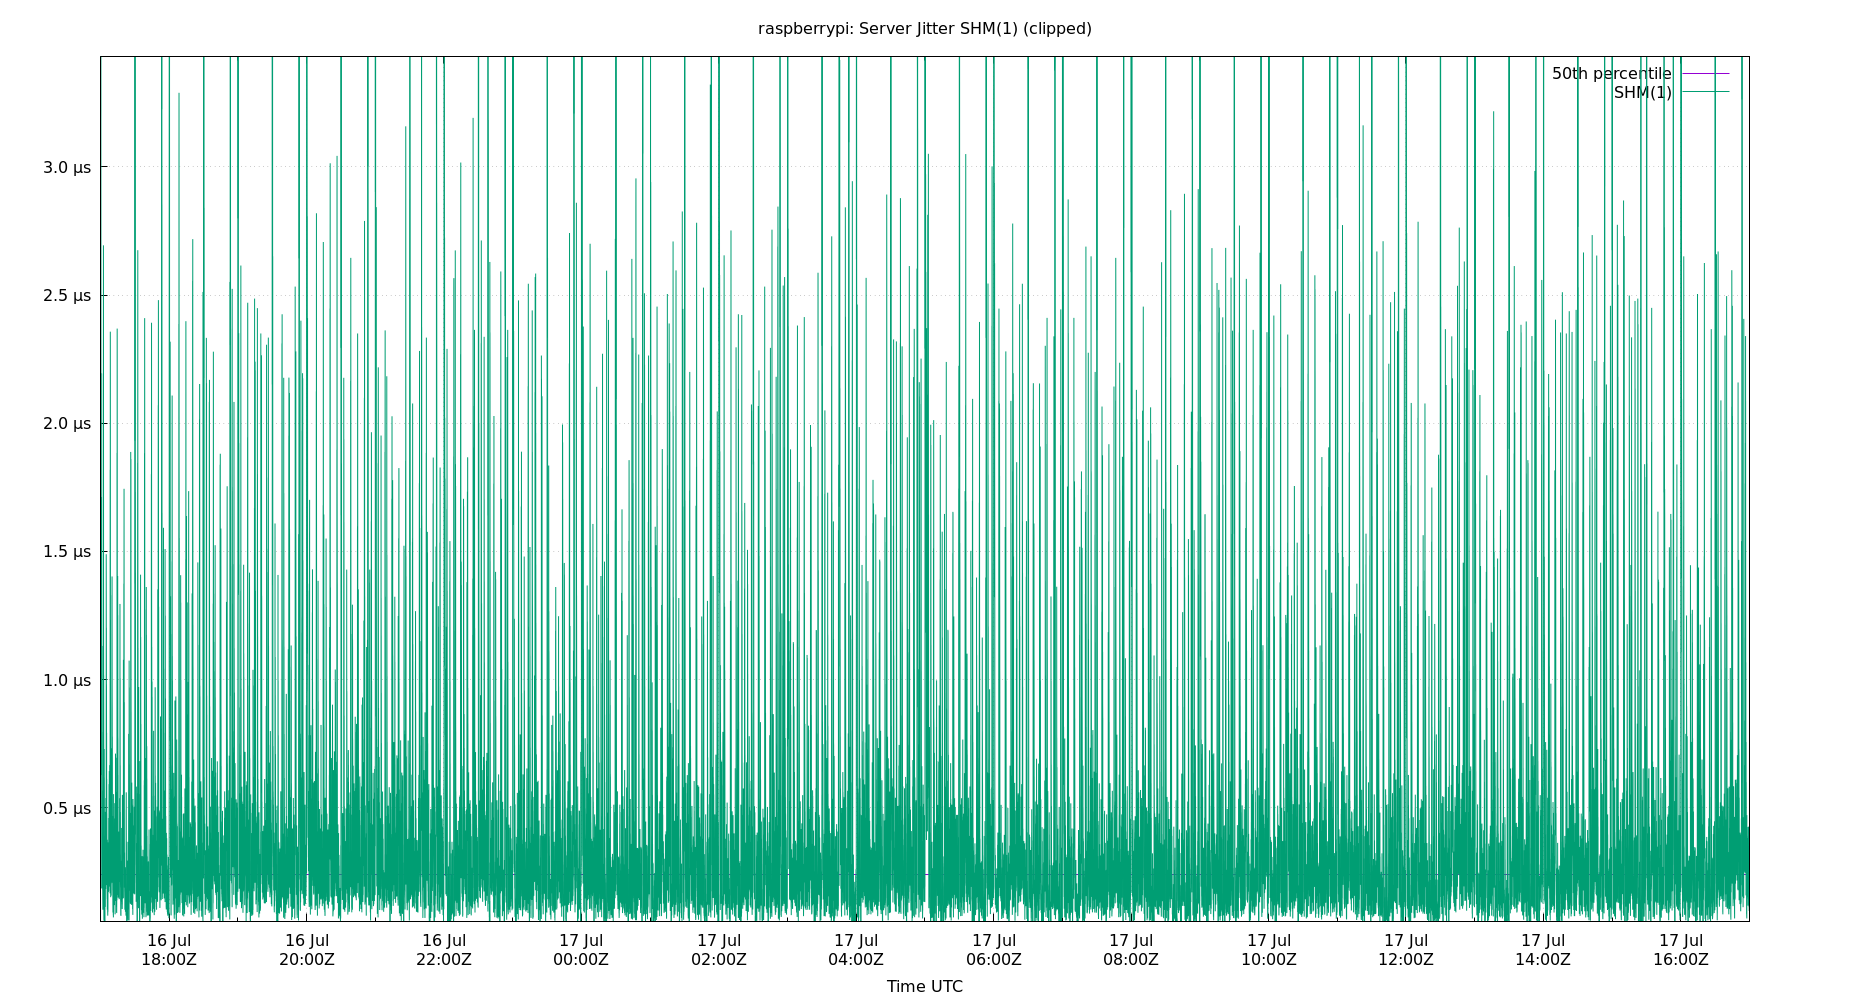 raspberrypi: Server Jitter SHM(1) (clipped)
50th percentile
SHM(1)
3.0 μs
2.5 μs
2.0 μs
1.5 μs
1.0 μs
0.5 μs
16 Jul 16 Jul 16 Jul 17 Jul 17 Jul 17 Jul 17 Jul 17 Jul 17 Jul 17 Jul 17 Jul 17 Jul
18:00Z 20:00Z 22:00Z 00:00Z 02:00Z 04:00Z 06:00Z 08:00Z 10:00Z 12:00Z 14:00Z 16:00Z
Time UTC